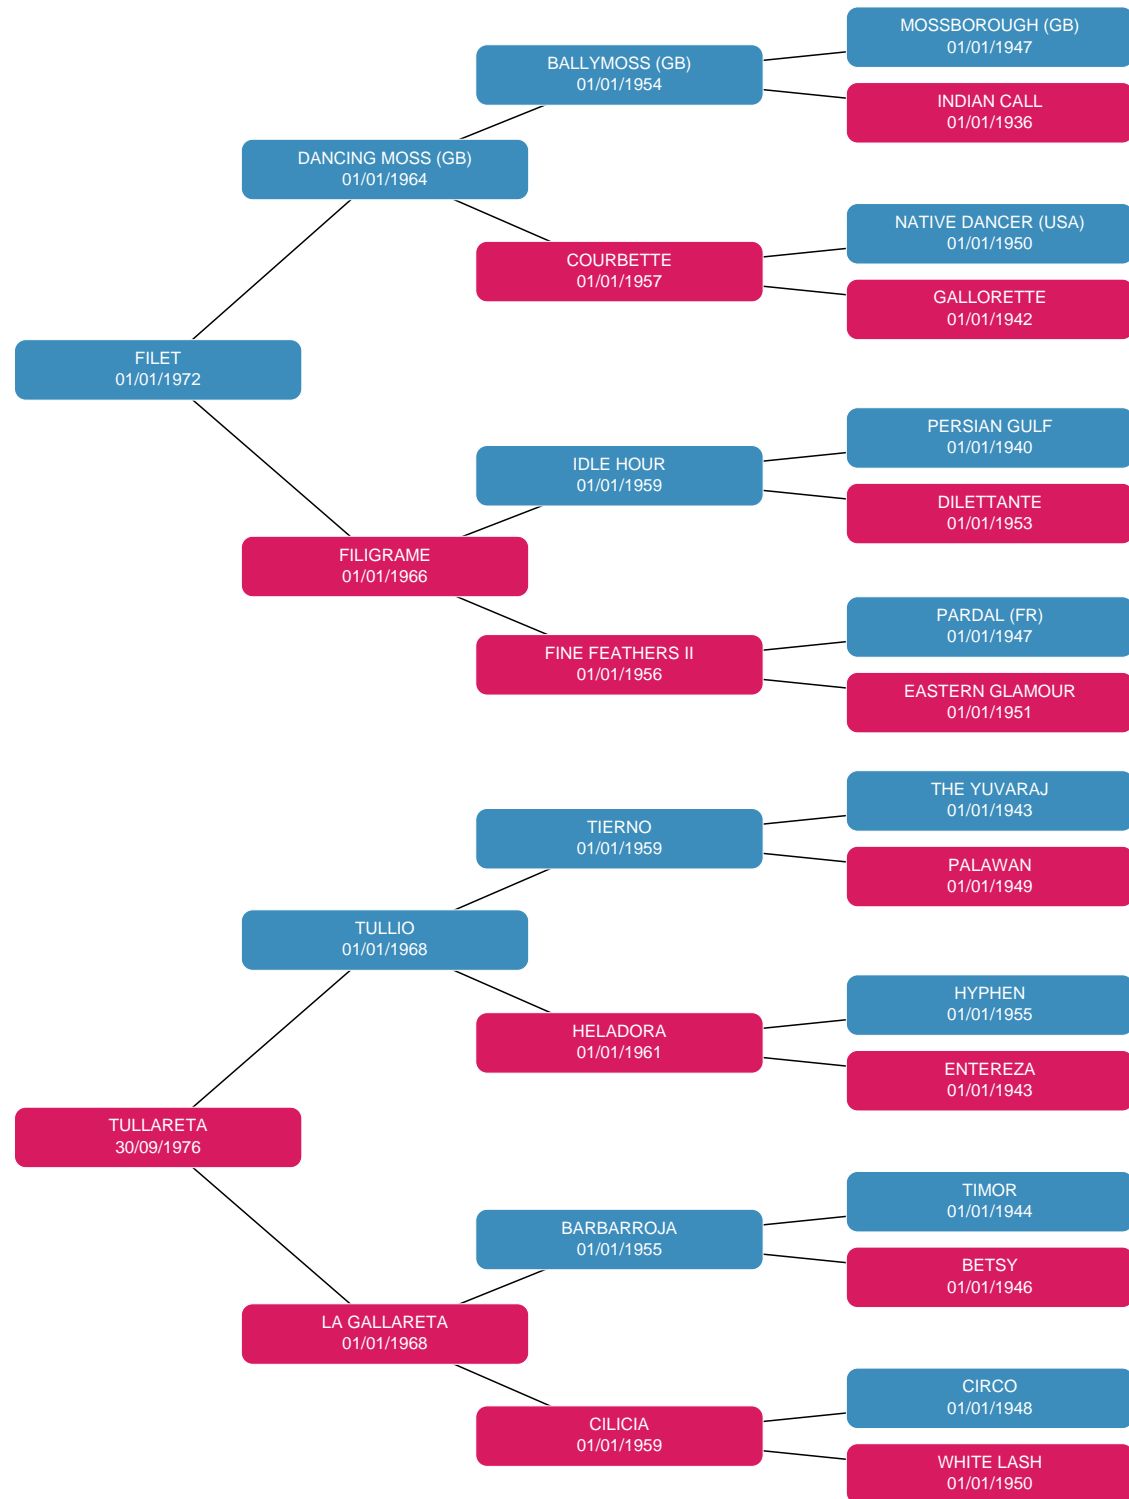 MOSSBOROUGH (GB)
01/01/1947
BALLYMOSS (GB)
01/01/1954
INDIAN CALL
01/01/1936
DANCING MOSS (GB)
01/01/1964
NATIVE DANCER (USA)
01/01/1950
COURBETTE
01/01/1957
GALLORETTE
01/01/1942
FILET
01/01/1972
PERSIAN GULF
01/01/1940
IDLE HOUR
01/01/1959
DILETTANTE
01/01/1953
FILIGRAME
01/01/1966
PARDAL (FR)
01/01/1947
FINE FEATHERS II
01/01/1956
EASTERN GLAMOUR
01/01/1951
THE YUVARAJ
01/01/1943
TIERNO
01/01/1959
PALAWAN
01/01/1949
TULLIO
01/01/1968
HYPHEN
01/01/1955
HELADORA
01/01/1961
ENTEREZA
01/01/1943
TULLARETA
30/09/1976
TIMOR
01/01/1944
BARBARROJA
01/01/1955
BETSY
01/01/1946
LA GALLARETA
01/01/1968
CIRCO
01/01/1948
CILICIA
01/01/1959
WHITE LASH
01/01/1950